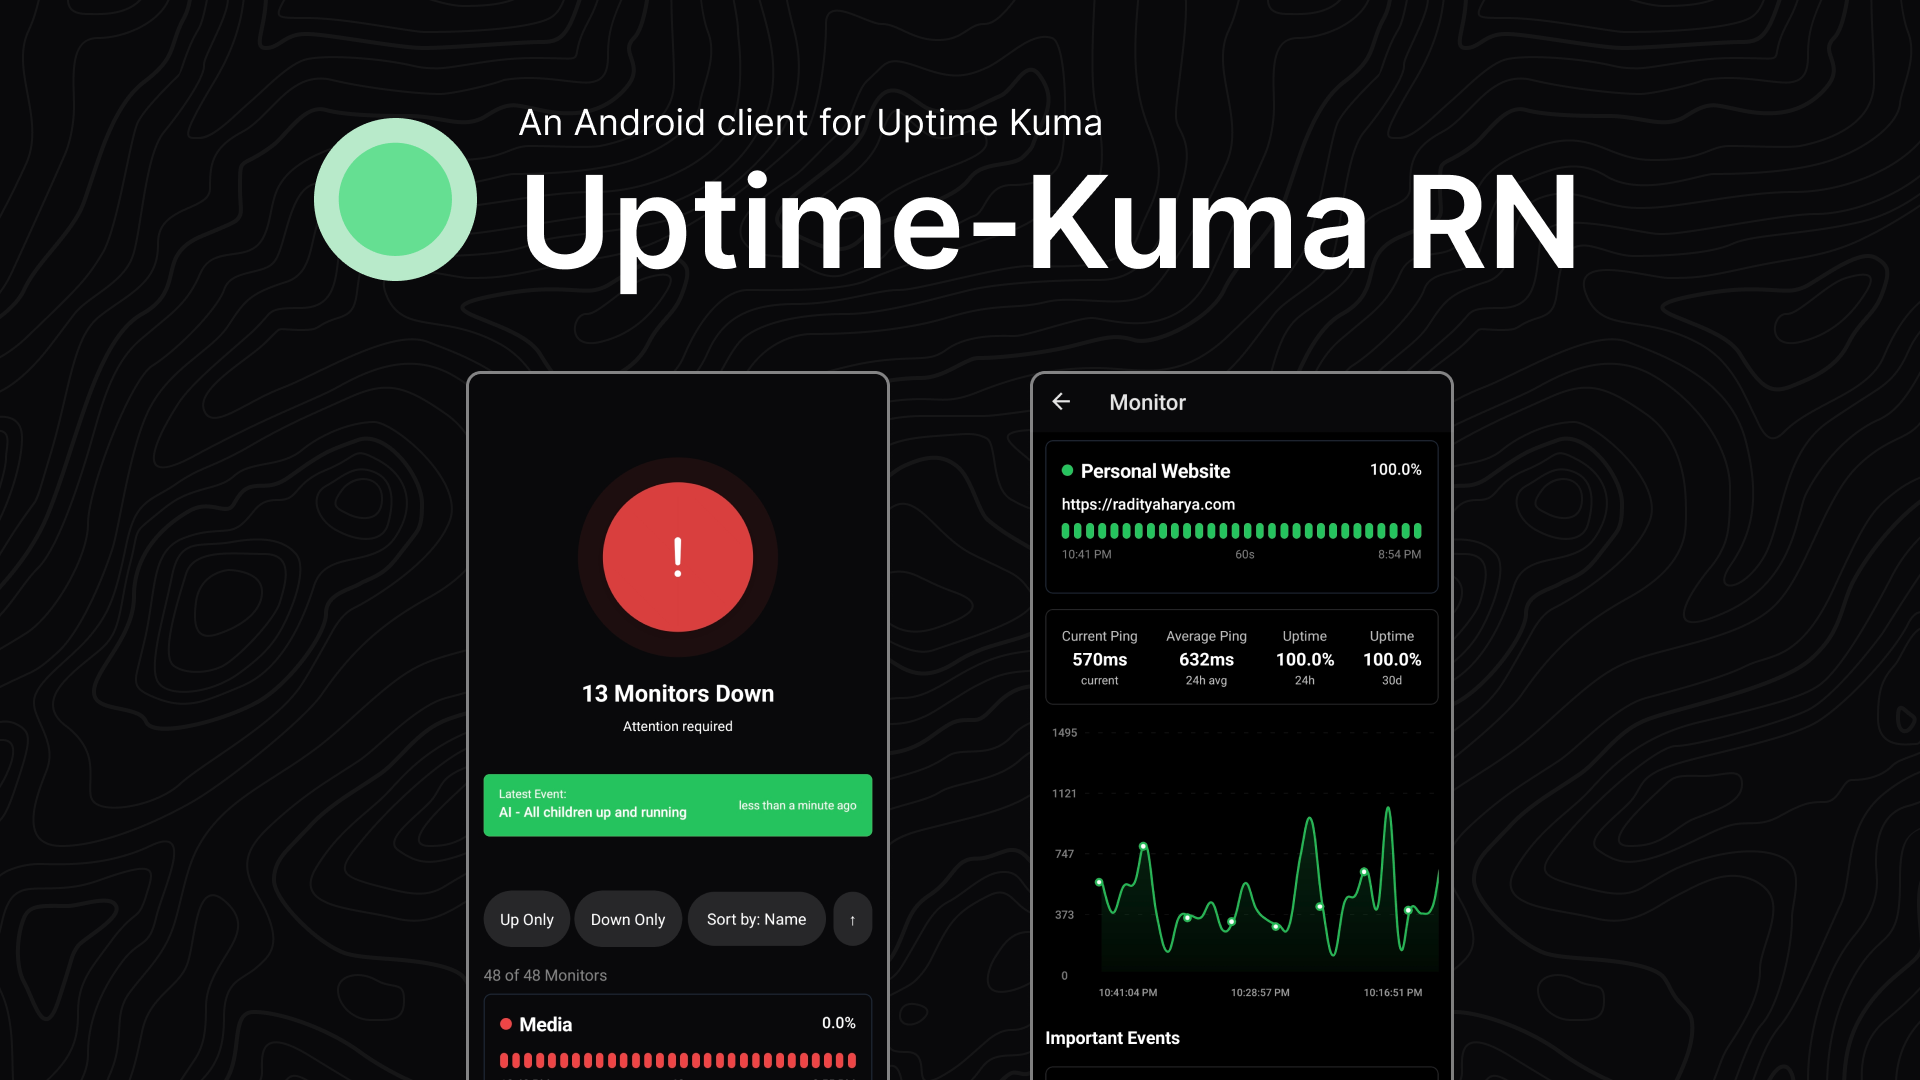 An Android client for Uptime Kuma
Uptime-Kuma RN
!
13 Monitors Down
Attention required
Latest Event:
AI - All children up and running
less than a minute ago
Up Only
Down Only
Sort by: Name
↑
48 of 48 Monitors
Media
0.0%
Monitor
Personal Website
100.0%
https://radityaharya.com
10:41 PM 60s 8:54 PM
Current Ping Average Ping Uptime Uptime
570ms 632ms 100.0% 100.0%
current 24h avg 24h 30d
1495
1121
747
373
0
10:41:04 PM 10:28:57 PM 10:16:51 PM
Important Events